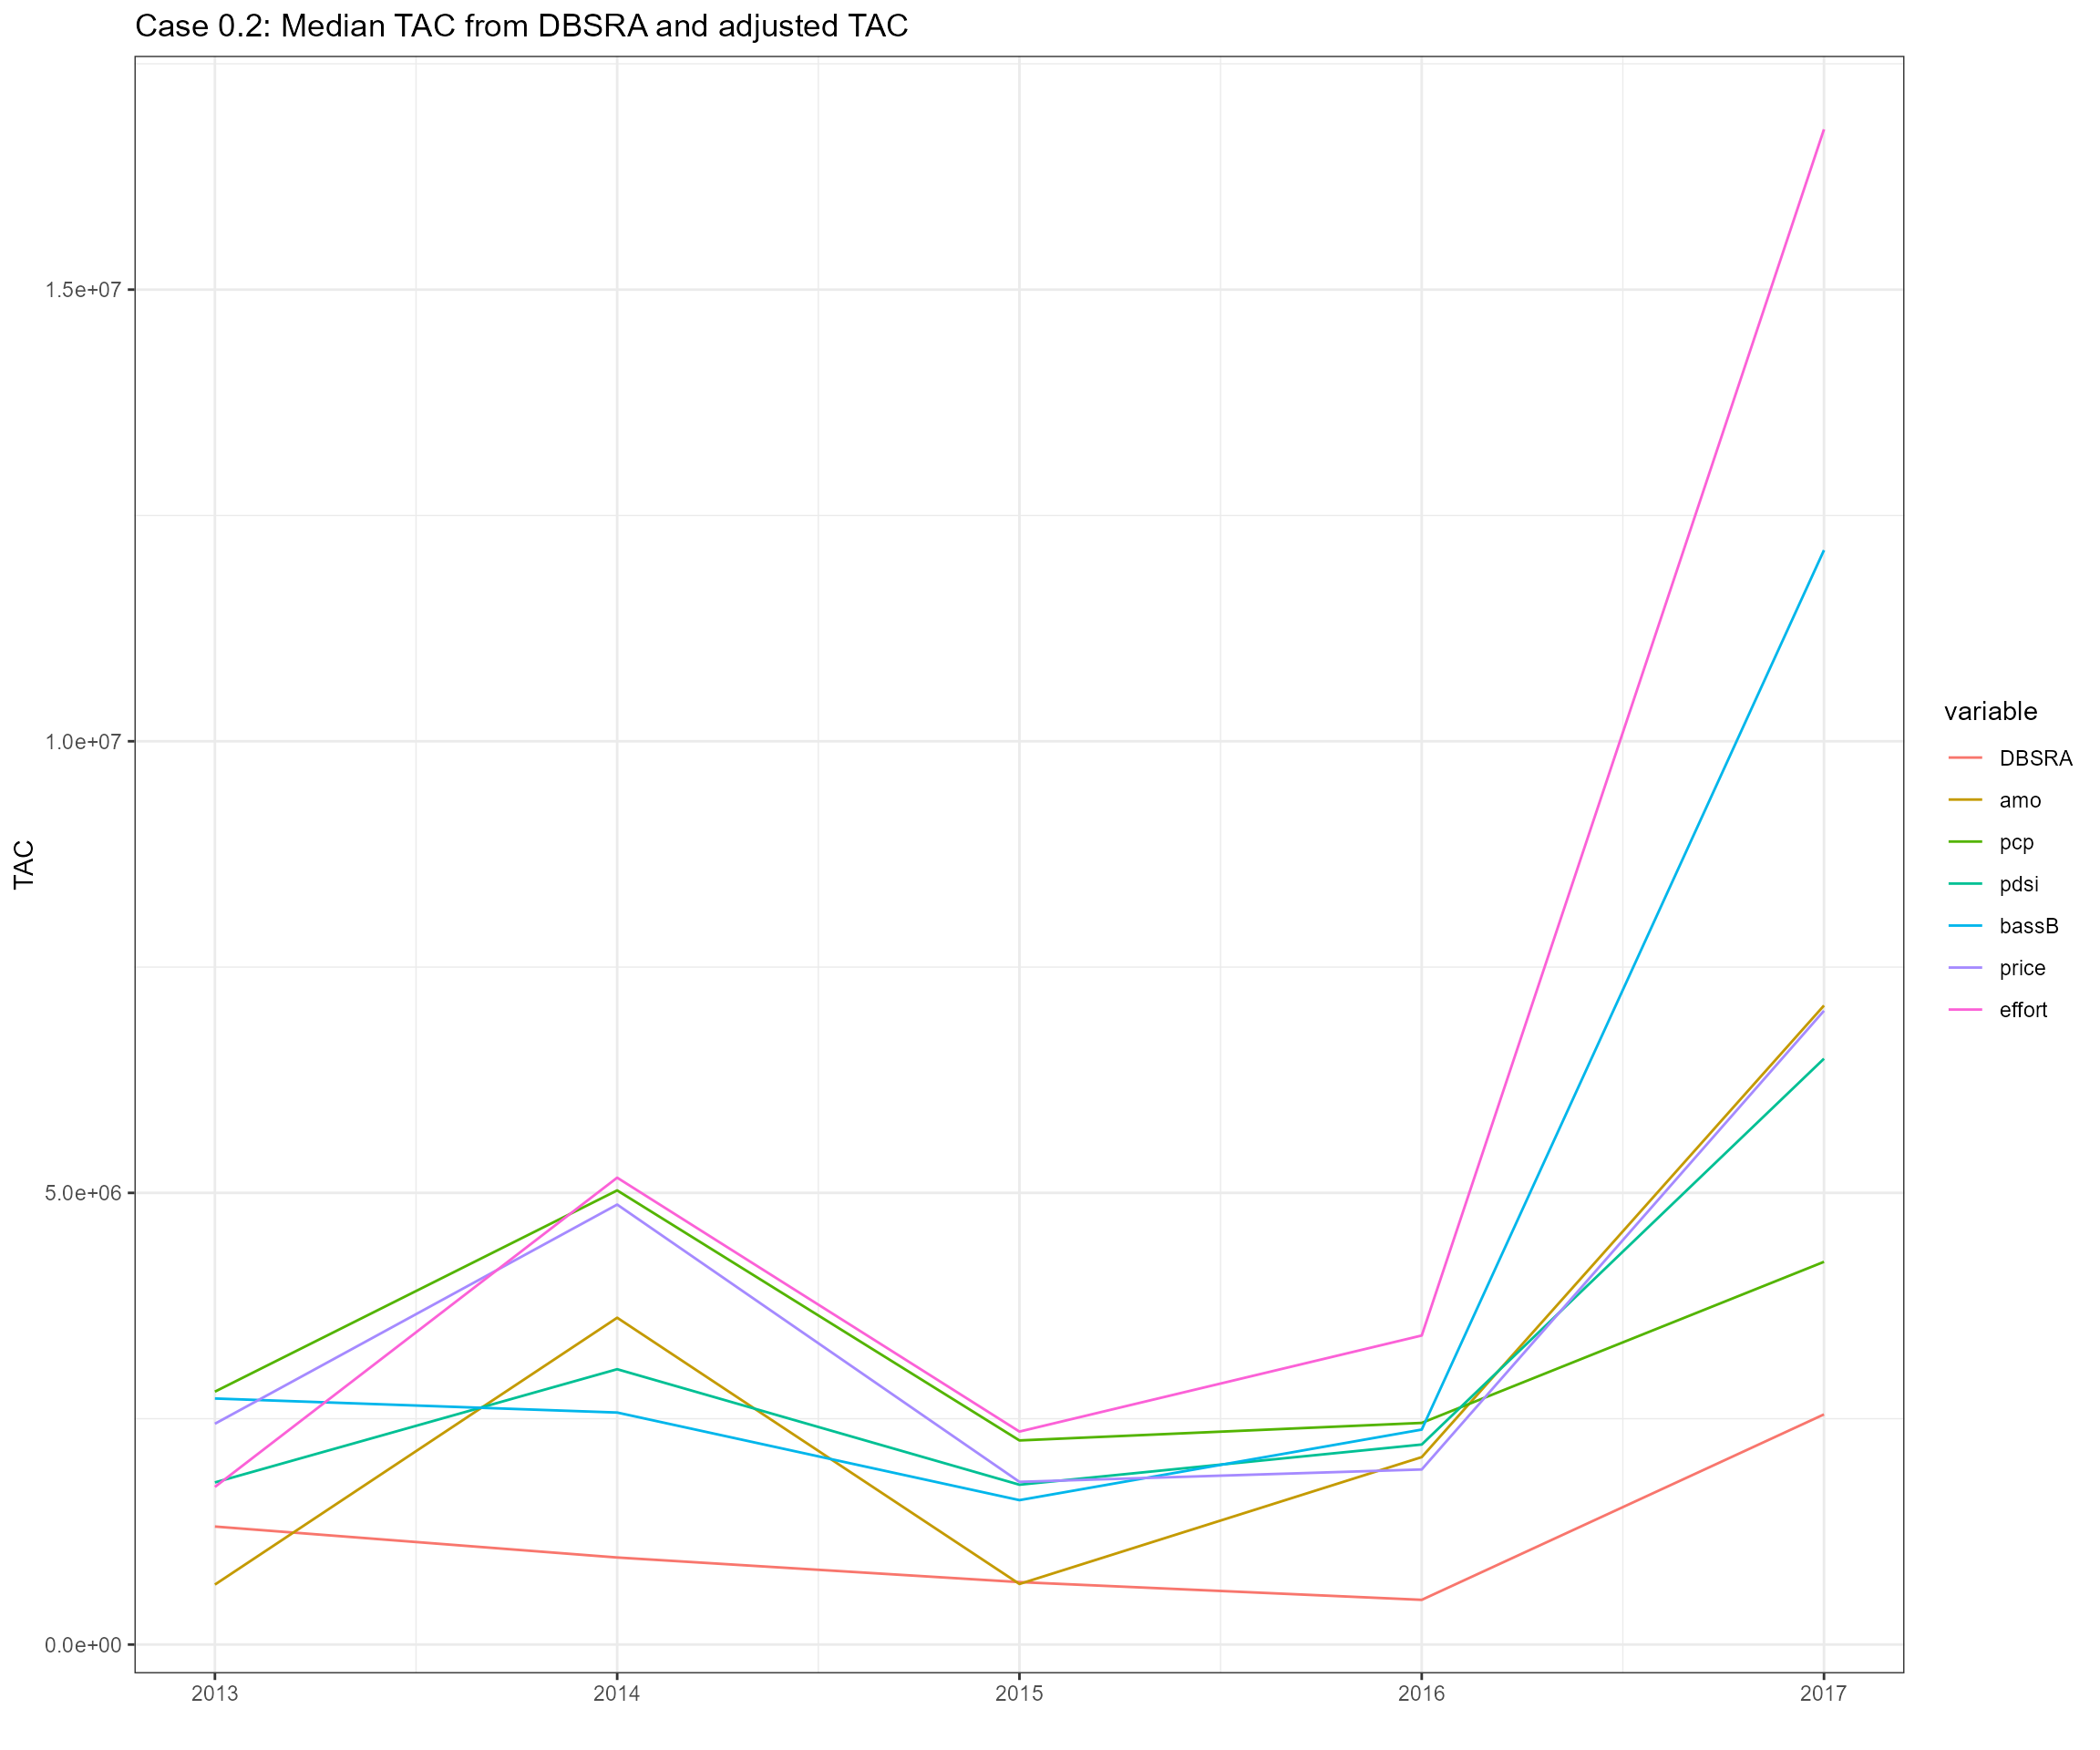 Case 0.2: Median TAC from DBSRA and adjusted TAC
TAC
1.5e+07
1.0e+07
5.0e+06
0.0e+00
2013 2014 2015 2016 2017
variable
DBSRA
amo
pcp
pdsi
bassB
price
effort